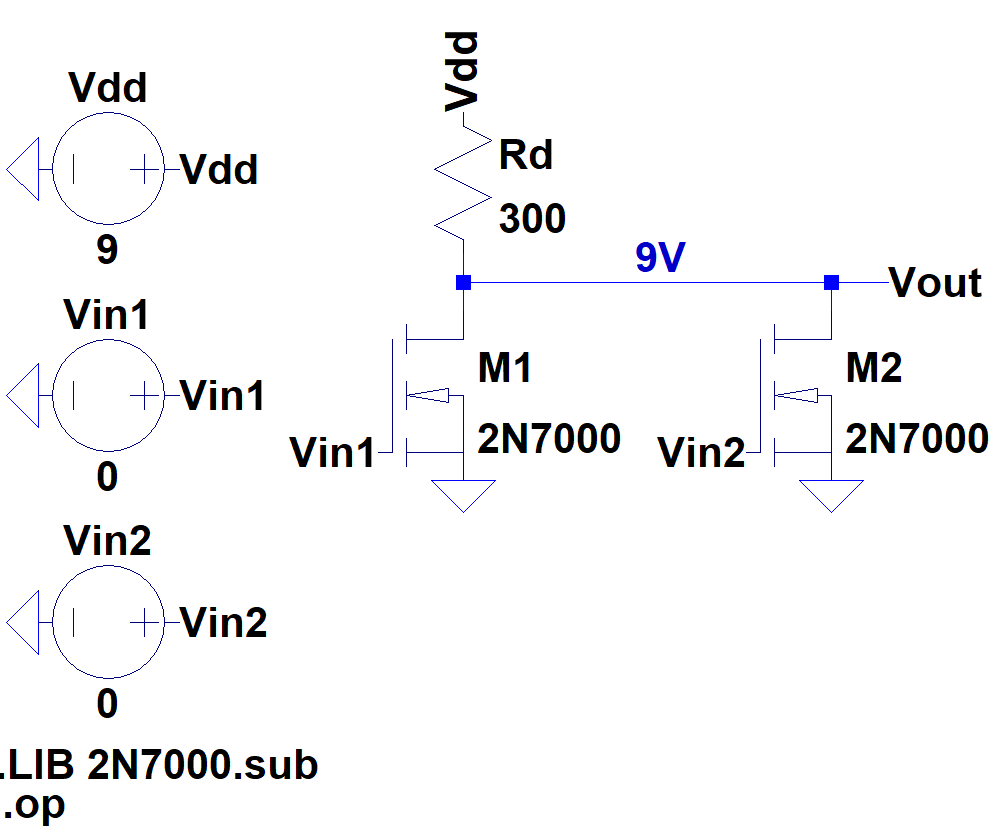 Vdd
Vdd
9
Vin1
Vin1
0
Vin2
Vin2
0
Vdd
Rd
300
9V
Vout
M1
2N7000
Vin1
M2
2N7000
Vin2
.LIB 2N7000.sub
.op